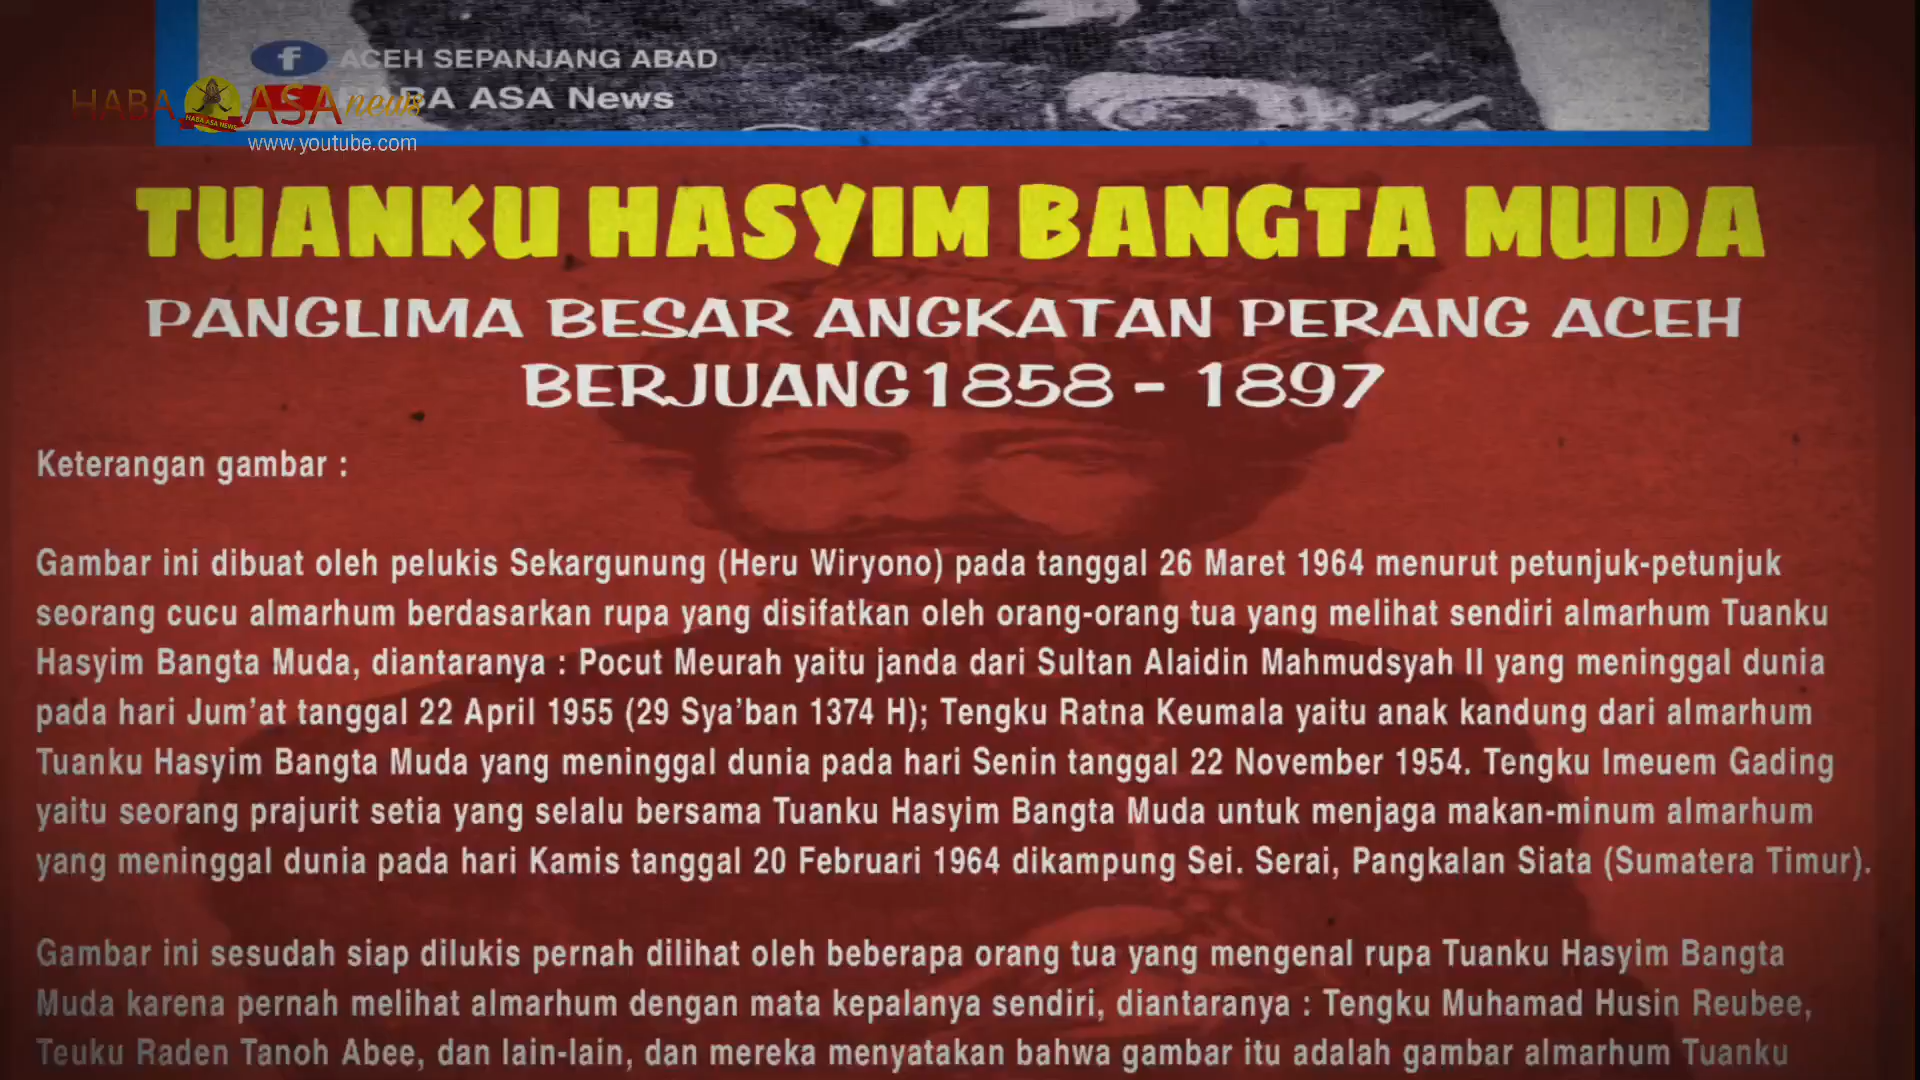 ACEH SEPANJANG ABAD
HABA ASA news
BA ASA News
HABA ASA NEWS
www.youtube.com
TUANKU HASYIM BANGTA MUDA
PANGLIMA BESAR ANGKATAN PERANG ACEH
BERJUANG 1858 - 1897
Keterangan gambar :
Gambar ini dibuat oleh pelukis Sekargunung (Heru Wiryono) pada tanggal 26 Maret 1964 menurut petunjuk-petunjuk
seorang cucu almarhum berdasarkan rupa yang disifatkan oleh orang-orang tua yang melihat sendiri almarhum Tuanku
Hasyim Bangta Muda, diantaranya : Pocut Meurah yaitu janda dari Sultan Alaidin Mahmudsyah II yang meninggal dunia
pada hari Jum'at tanggal 22 April 1955 (29 Sya'ban 1374 H); Tengku Ratna Keumala yaitu anak kandung dari almarhum
Tuanku Hasyim Bangta Muda yang meninggal dunia pada hari Senin tanggal 22 November 1954. Tengku Imeuem Gading
yaitu seorang prajurit setia yang selalu bersama Tuanku Hasyim Bangta Muda untuk menjaga makan-minum almarhum
yang meninggal dunia pada hari Kamis tanggal 20 Februari 1964 dikampung Sei. Serai, Pangkalan Siata (Sumatera Timur).
Gambar ini sesudah siap dilukis pernah dilihat oleh beberapa orang tua yang mengenal rupa Tuanku Hasyim Bangta
Muda karena pernah melihat almarhum dengan mata kepalanya sendiri, diantaranya : Tengku Muhamad Husin Reubee,
Teuku Raden Tanoh Abee, dan lain-lain, dan mereka menyatakan bahwa gambar itu adalah gambar almarhum Tuanku